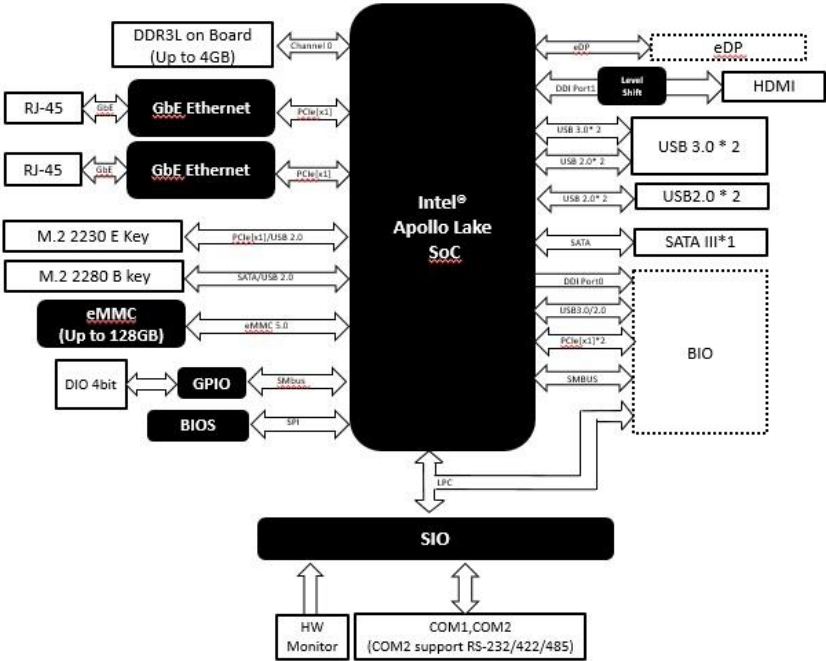 DDR3L on Board
(Up to 4GB)
Channel 0
eDP
eDP
DDI Port1
Level
Shift
HDMI
RJ-45
GbE
GbE Ethernet
PCIe[x1]
USB 3.0* 2
USB 2.0* 2
USB 3.0 * 2
RJ-45
GbE
GbE Ethernet
PCIe[x1]
USB 2.0* 2
USB2.0 * 2
Intel®
Apollo Lake
SoC
M.2 2230 E Key
PCIe[x1]/USB 2.0
SATA
SATA III*1
M.2 2280 B key
SATA/USB 2.0
DDI Port0
eMMC
(Up to 128GB)
eMMC 5.0
USB3.0/2.0
PCIe[x1]*2
BIO
DIO 4bit
GPIO
SMbus
SMBUS
BIOS
SPI
LPC
SIO
HW
Monitor
COM1,COM2
(COM2 support RS-232/422/485)